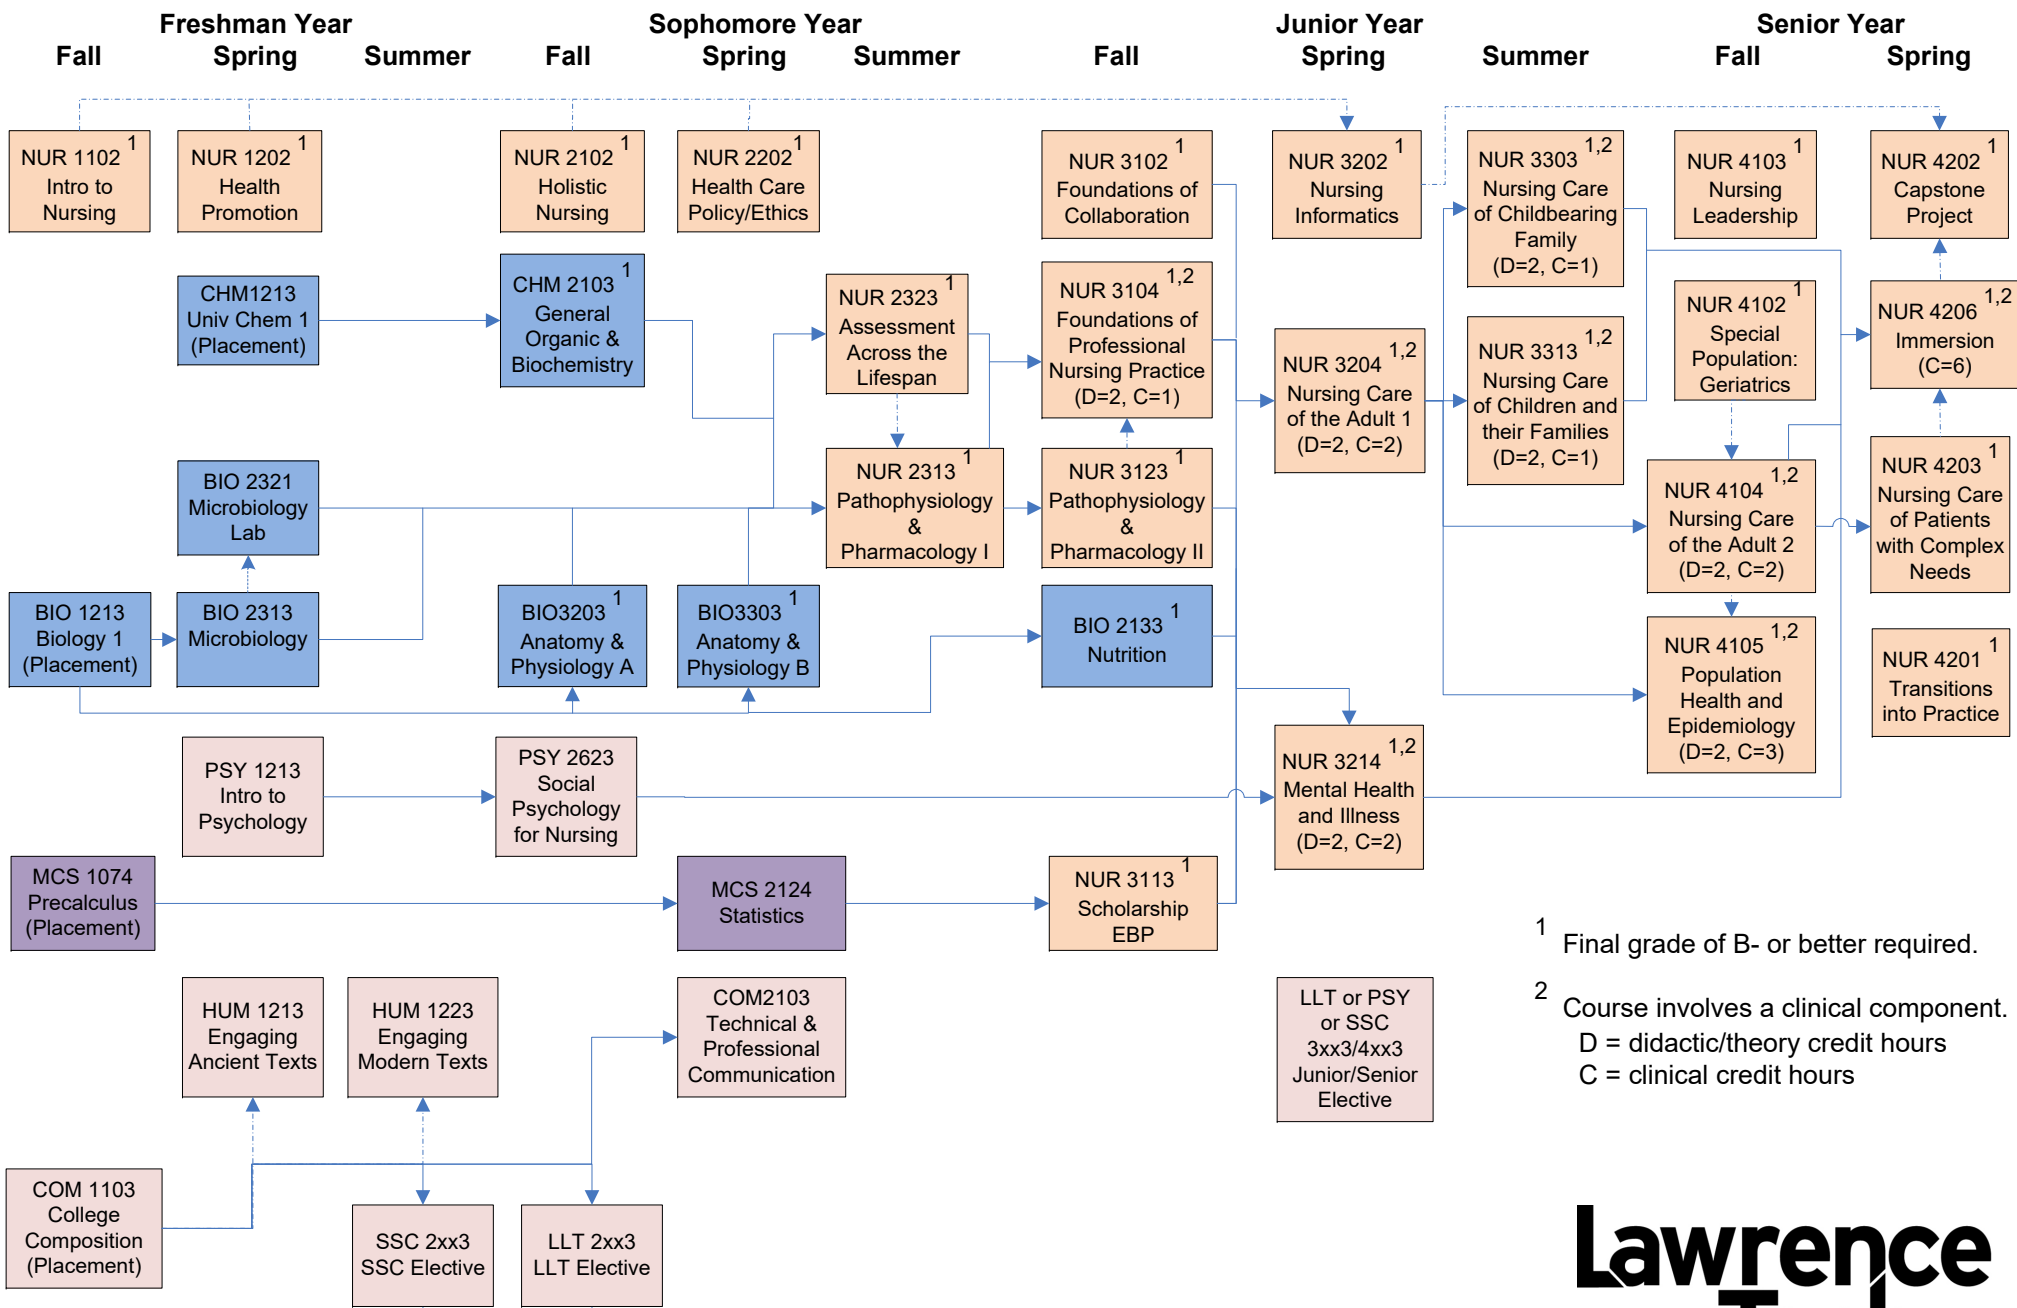 Freshman Year
Sophomore Year
Junior Year
Senior Year
Fall
Spring
Summer
Fall
Spring
Summer
Fall
Spring
Summer
Fall
Spring
NUR 1102 1
Intro to
Nursing
NUR 1202 1
Health
Promotion
NUR 2102 1
Holistic
Nursing
NUR 2202 1
Health Care
Policy/Ethics
NUR 3102 1
Foundations of
Collaboration
NUR 3202 1
Nursing
Informatics
NUR 3303 1,2
Nursing Care
of Childbearing
Family
(D=2, C=1)
NUR 4103 1
Nursing
Leadership
NUR 4202 1
Capstone
Project
CHM1213
Univ Chem 1
(Placement)
CHM 2103 1
General
Organic &
Biochemistry
NUR 2323 1
Assessment
Across the
Lifespan
NUR 3104 1,2
Foundations of
Professional
Nursing Practice
(D=2, C=1)
NUR 3204 1,2
Nursing Care
of the Adult 1
(D=2, C=2)
NUR 3313 1,2
Nursing Care
of Children and
their Families
(D=2, C=1)
NUR 4102 1
Special
Population:
Geriatrics
NUR 4206 1,2
Immersion
(C=6)
BIO 2321
Microbiology
Lab
NUR 2313 1
Pathophysiology
&
Pharmacology I
NUR 3123 1
Pathophysiology
&
Pharmacology II
NUR 4104 1,2
Nursing Care
of the Adult 2
(D=2, C=2)
NUR 4203 1
Nursing Care
of Patients
with Complex
Needs
BIO 1213
Biology 1
(Placement)
BIO 2313
Microbiology
BIO3203 1
Anatomy &
Physiology A
BIO3303 1
Anatomy &
Physiology B
BIO 2133 1
Nutrition
NUR 4105 1,2
Population
Health and
Epidemiology
(D=2, C=3)
NUR 4201 1
Transitions
into Practice
PSY 1213
Intro to
Psychology
PSY 2623
Social
Psychology
for Nursing
NUR 3214 1,2
Mental Health
and Illness
(D=2, C=2)
MCS 1074
Precalculus
(Placement)
MCS 2124
Statistics
NUR 3113 1
Scholarship
EBP
1 Final grade of B- or better required.
2 Course involves a clinical component.
D = didactic/theory credit hours
C = clinical credit hours
HUM 1213
Engaging
Ancient Texts
HUM 1223
Engaging
Modern Texts
COM2103
Technical &
Professional
Communication
LLT or PSY
or SSC
3xx3/4xx3
Junior/Senior
Elective
COM 1103
College
Composition
(Placement)
SSC 2xx3
SSC Elective
LLT 2xx3
LLT Elective
Lawrence